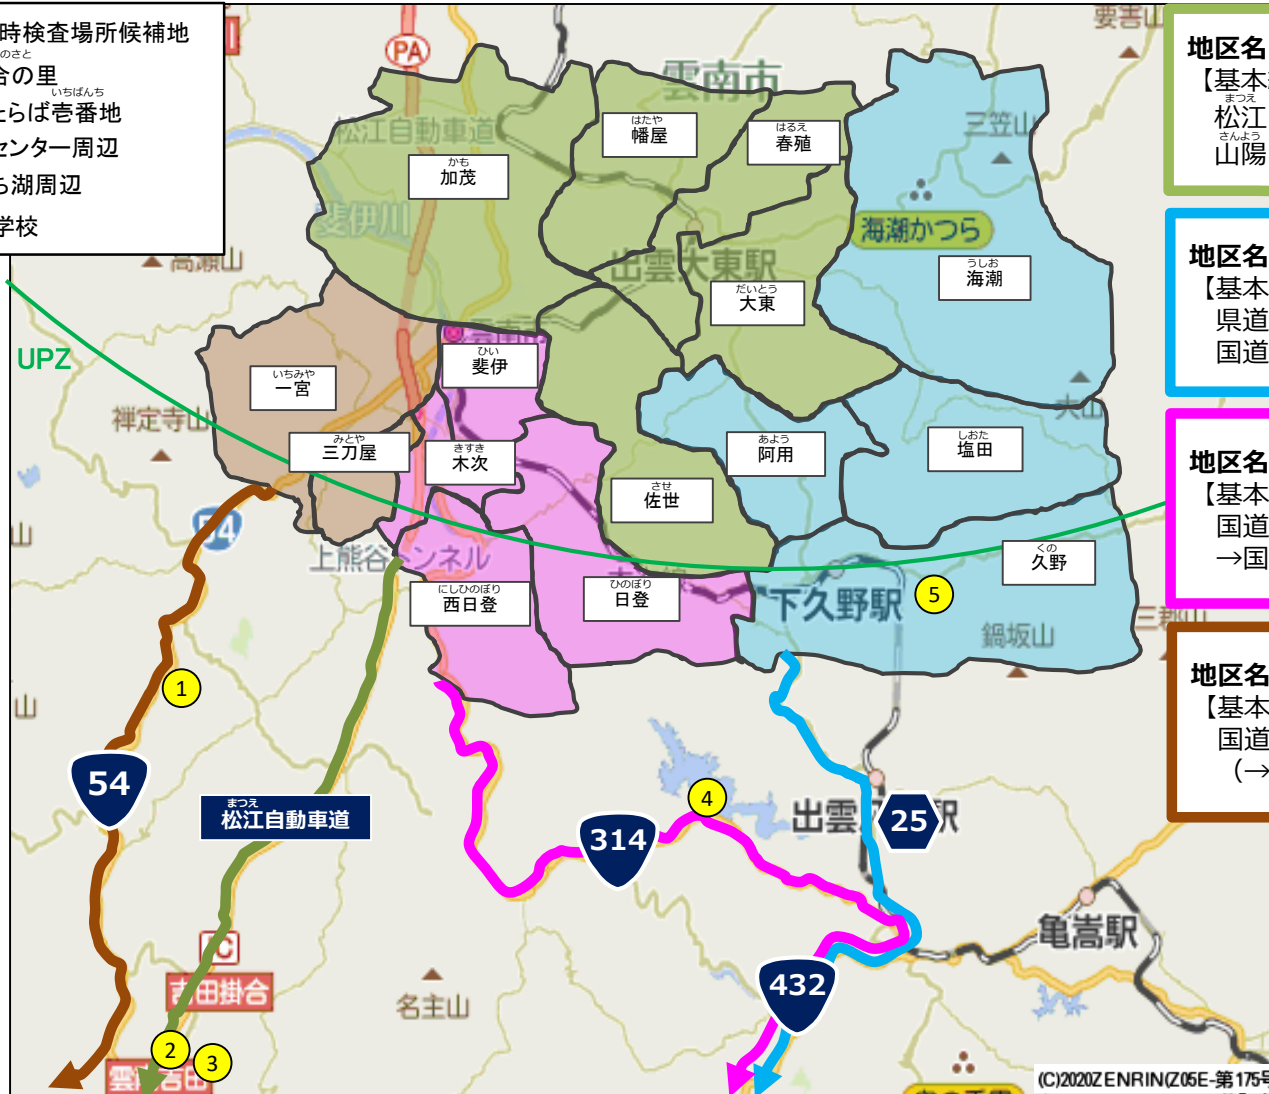 時検査場所候補地
のさと
合の里
いちばんち
たらば壱番地
センター周辺
ち湖周辺
学校
PA
要害山
雲南市
松江自動車道
かも
加茂
はたや
幡屋
はるえ
春殖
三笠山
斐伊川
高瀬山
出雲大東駅
海潮かつら
うしお
海潮
だいとう
大東
UPZ
ひい
斐伊
いちみや
一宮
禅定寺山
みとや
三刀屋
きすき
木次
あよう
阿用
しおた
塩田
大山
させ
佐世
54
山
上熊谷トンネル
くの
久野
にしひのぼり
西日登
ひのぼり
日登
下久野駅
5
鍋坂山
三郡山
1
山
54
まつえ
松江自動車道
4
314
25
亀嵩駅
吉田掛合
名主山
432
2
3
雲南吉田
地区名
【基本
まつえ
松江
さんよう
山陽
地区名
【基本
県道
国道
地区名
【基本
国道
→国
地区名
【基本
国道
（→
(C)2020ZENRIN(Z05E-第175号